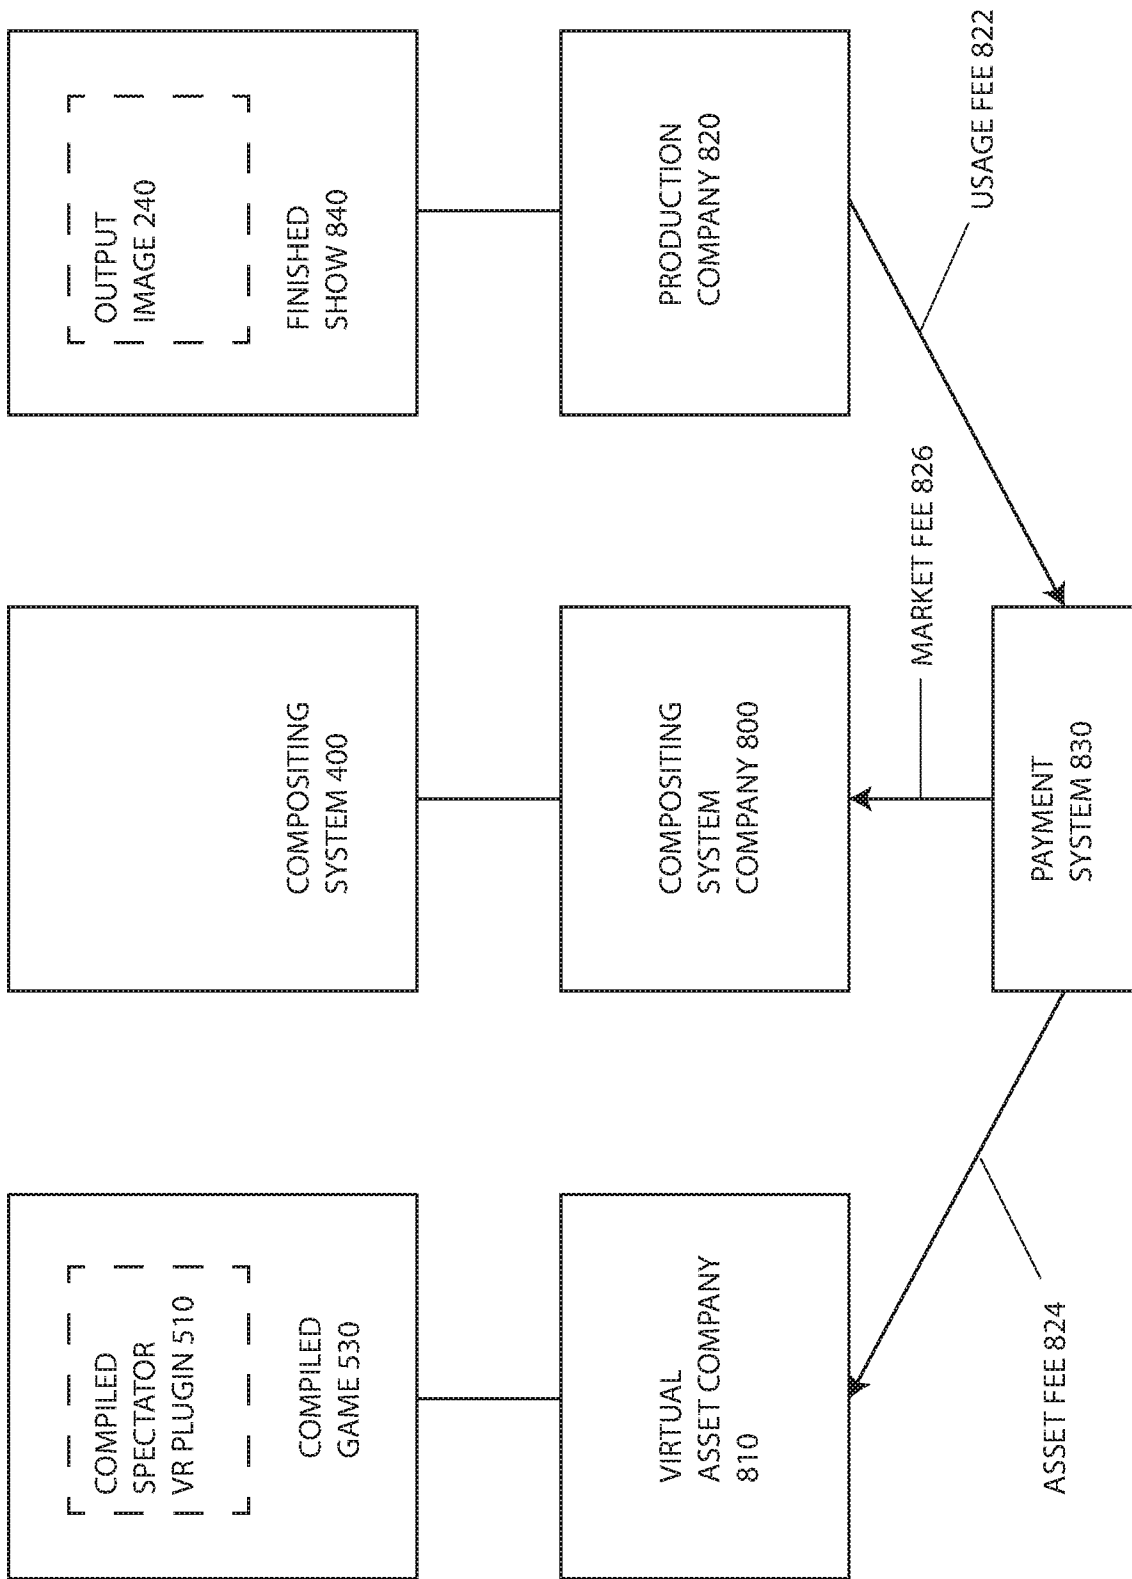 COMPILED
SPECTATOR
VR PLUGIN 510
COMPILED
GAME 530
COMPOSITING
SYSTEM 400
OUTPUT
IMAGE 240
FINISHED
SHOW 840
VIRTUAL
ASSET COMPANY
810
COMPOSITING
SYSTEM
COMPANY 800
PRODUCTION
COMPANY 820
MARKET FEE 826
USAGE FEE 822
ASSET FEE 824
PAYMENT
SYSTEM 830